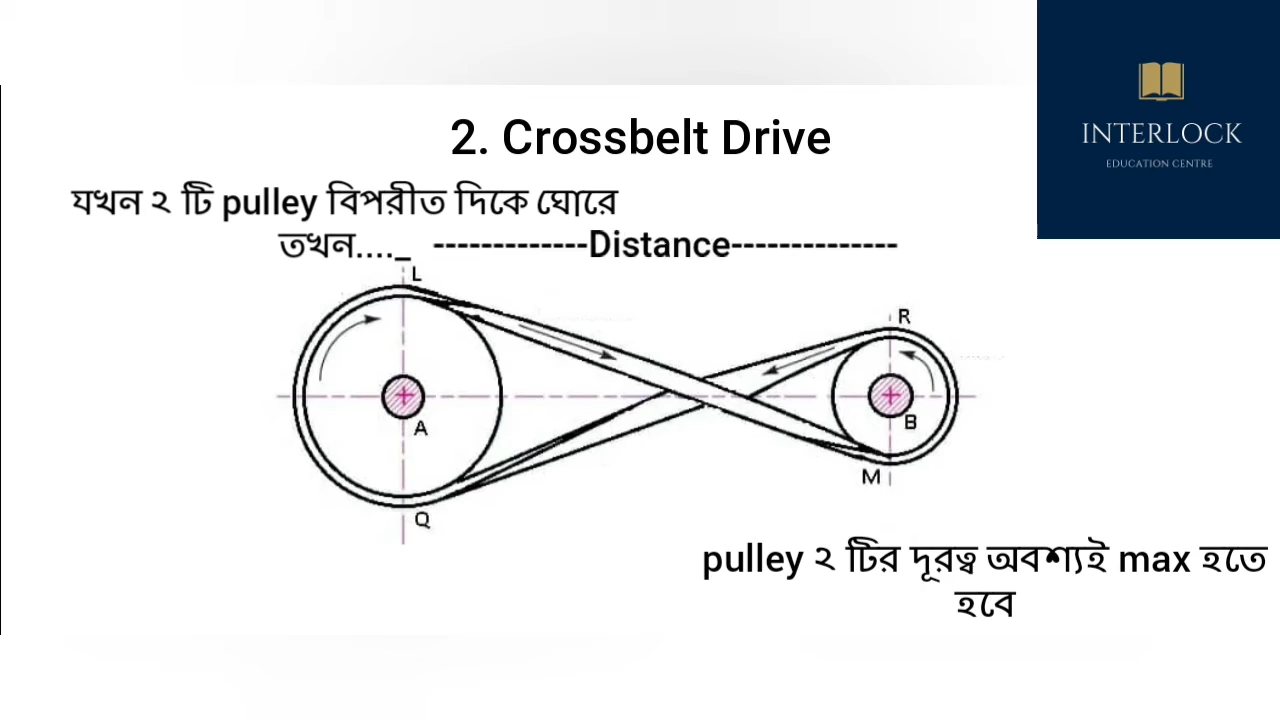 INTERLOCK
EDUCATION CENTRE
2. Crossbelt Drive
যখন ২ টি pulley বিপরীত দিকে ঘোরে
তখন...._ -------------Distance--------------
L
R
A
B
M
Q
pulley ২ টির দূরত্ব অবশ্যই max হতে
হবে